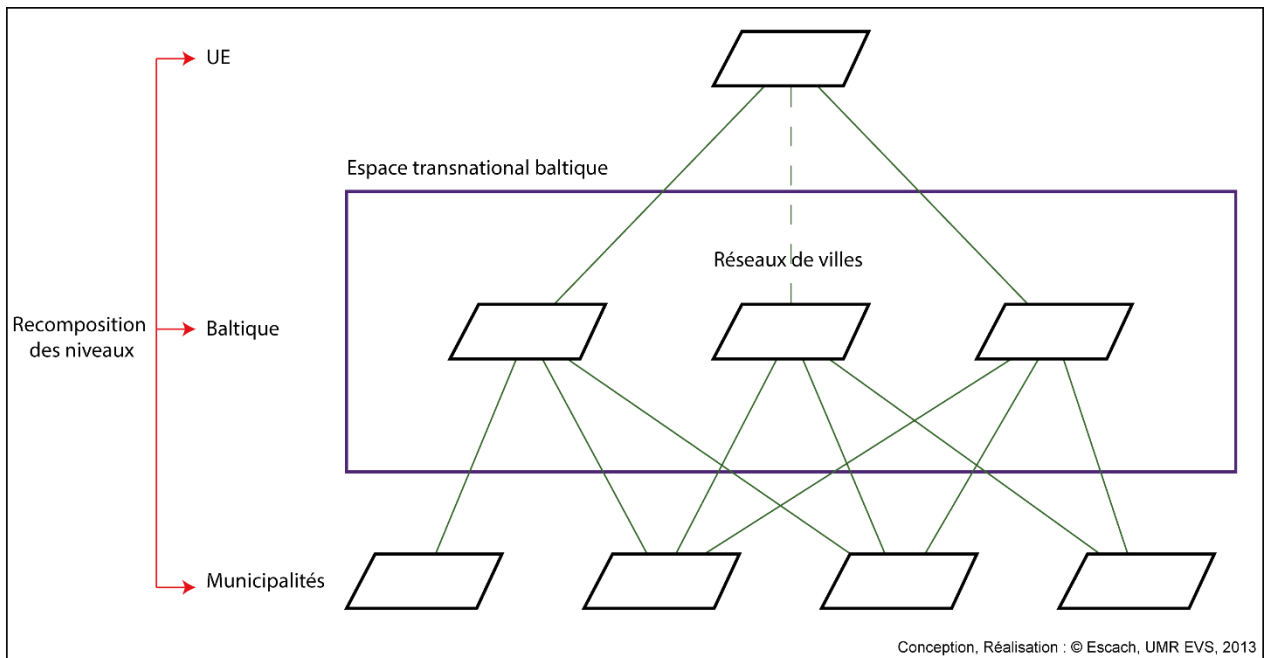 UE
Espace transnational baltique
Réseaux de villes
Recomposition
des niveaux
Baltique
Municipalités
Conception, Réalisation : © Escach, UMR EVS, 2013